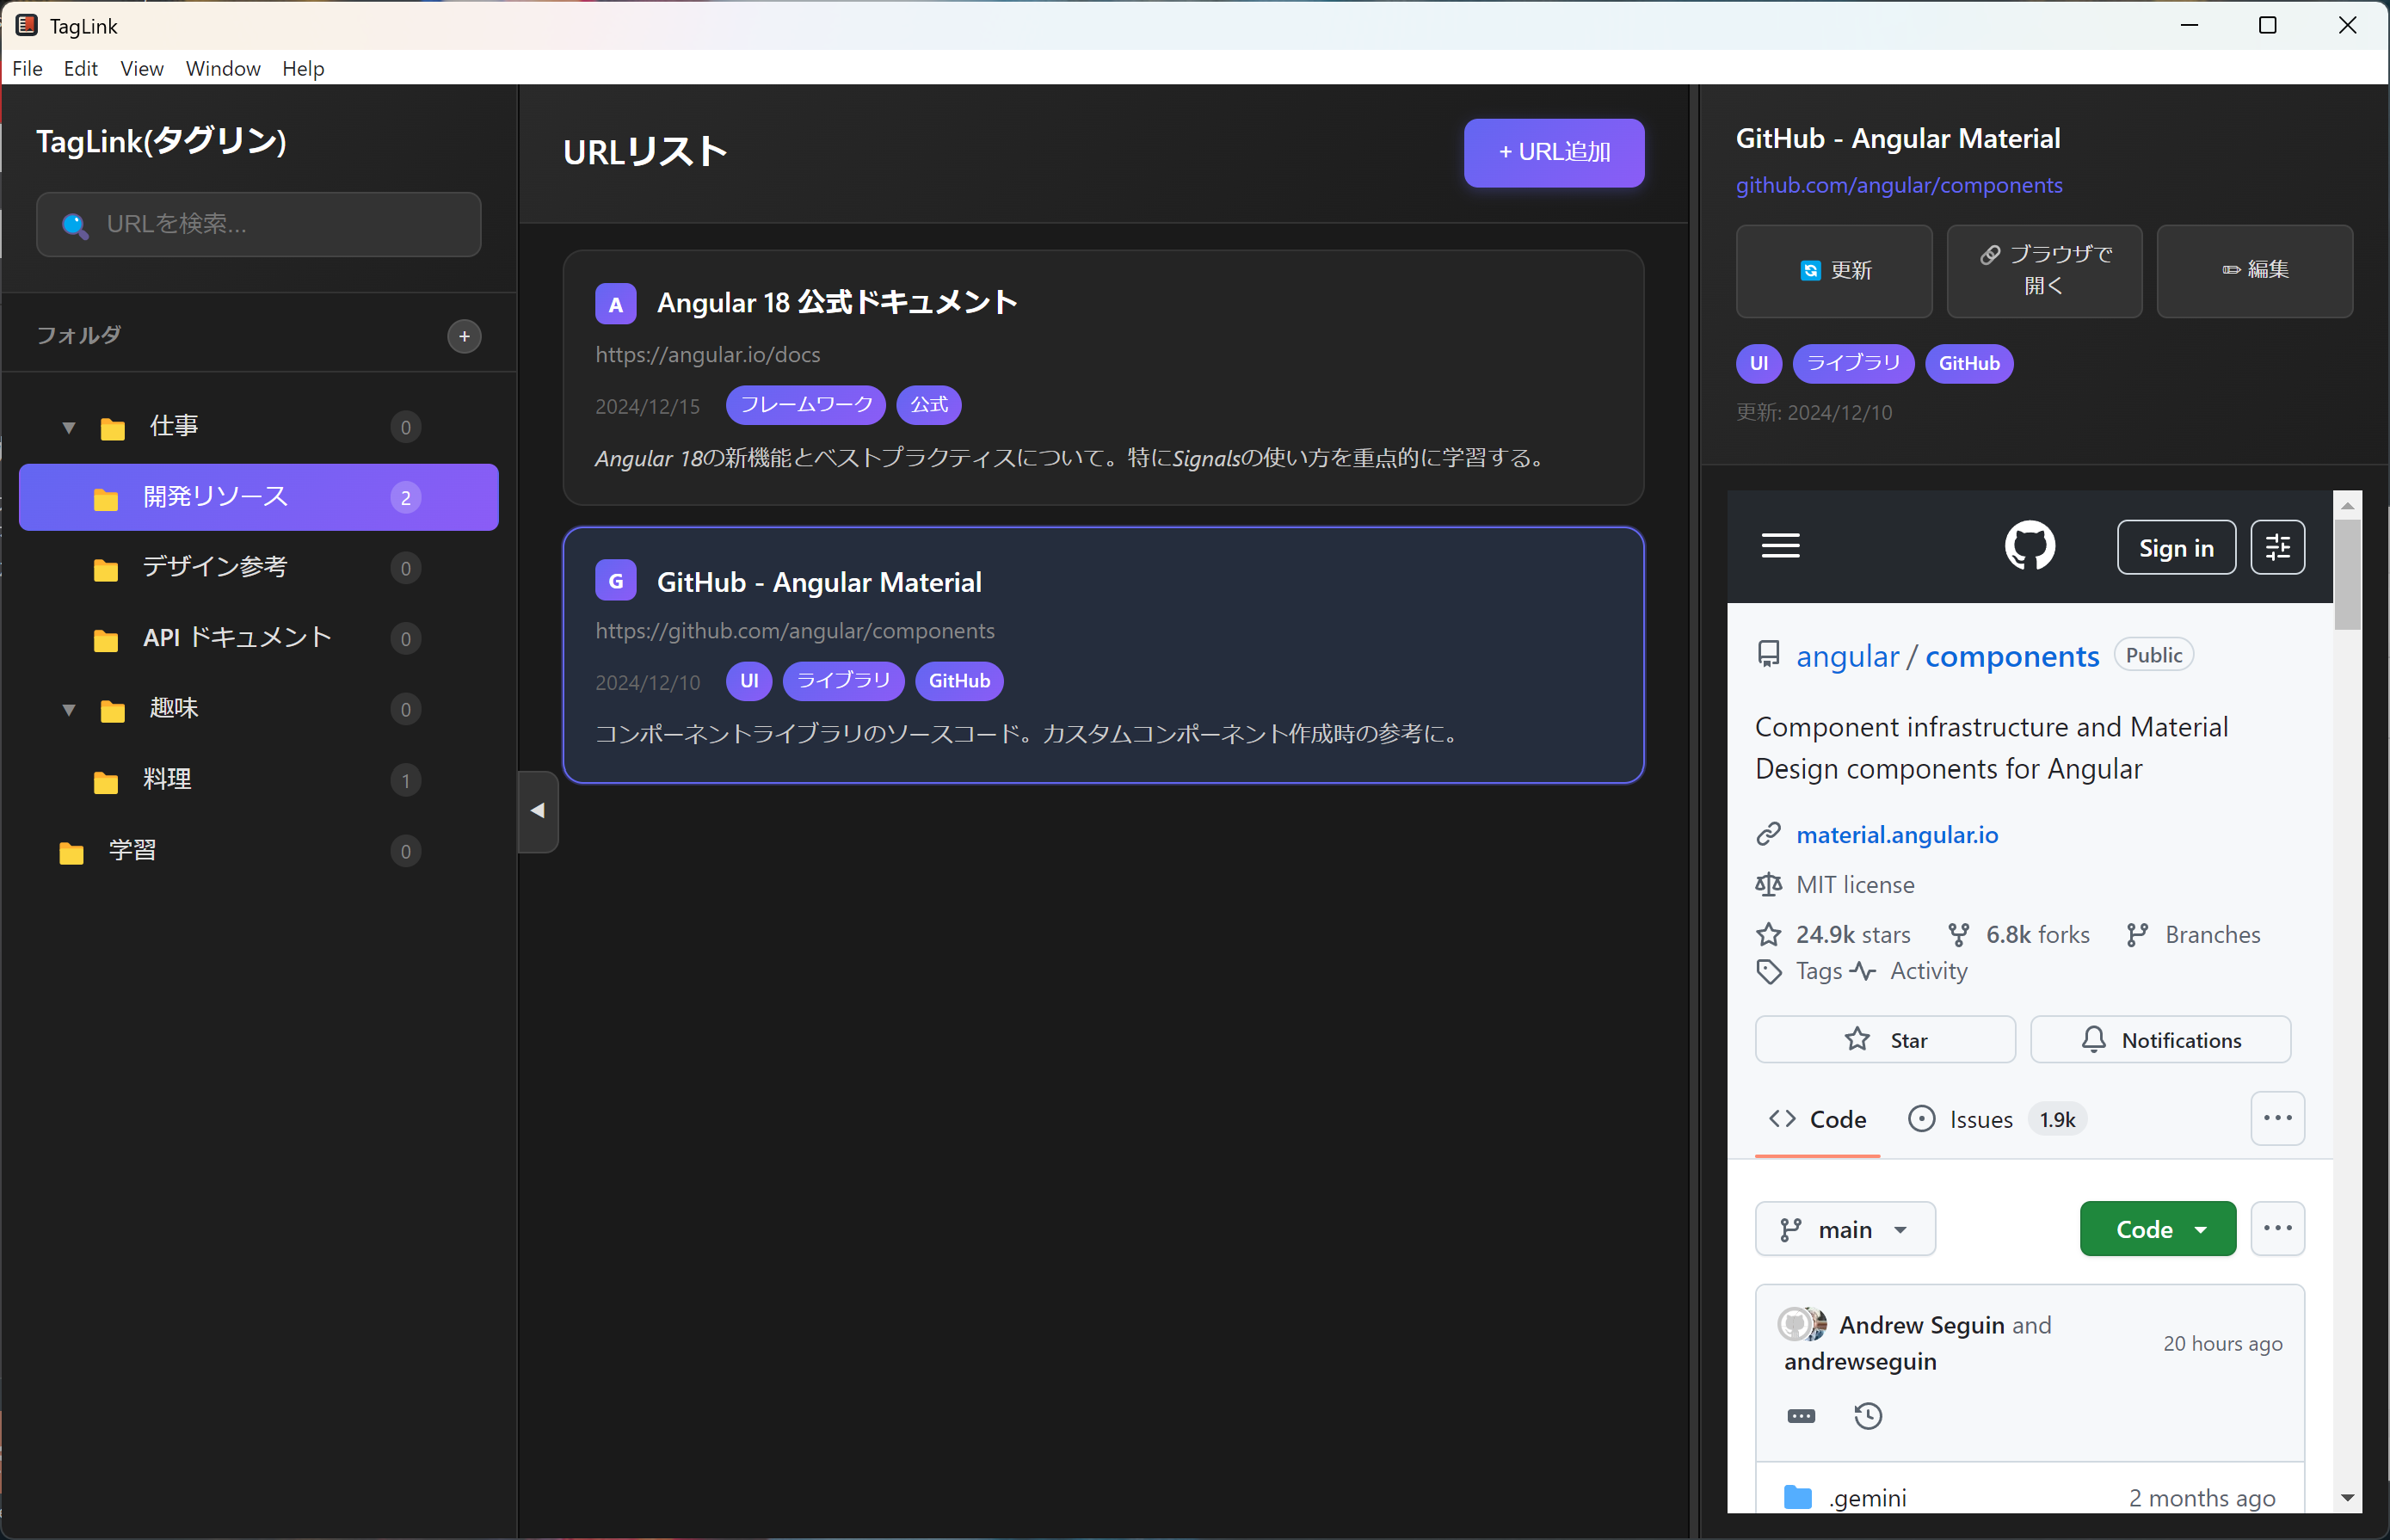 TagLink
File Edit View Window Help
TagLink(タグリン)
URLを検索...
フォルダ
+
仕事 0
開発リソース 2
デザイン参考 0
API ドキュメント 0
趣味 0
料理 1
学習 0
URLリスト
+ URL追加
A Angular 18 公式ドキュメント
https://angular.io/docs
2024/12/15 フレームワーク 公式
Angular 18の新機能とベストプラクティスについて。特にSignalsの使い方を重点的に学習する。
G GitHub - Angular Material
https://github.com/angular/components
2024/12/10 UI ライブラリ GitHub
コンポーネントライブラリのソースコード。カスタムコンポーネント作成時の参考に。
GitHub - Angular Material
github.com/angular/components
更新
ブラウザで
開く
編集
UI ライブラリ GitHub
更新: 2024/12/10
Sign in
angular / components Public
Component infrastructure and Material
Design components for Angular
material.angular.io
MIT license
24.9k stars 6.8k forks Branches
Tags Activity
Star Notifications
Code Issues 1.9k
main Code
Andrew Seguin and
andrewseguin
20 hours ago
.gemini 2 months ago